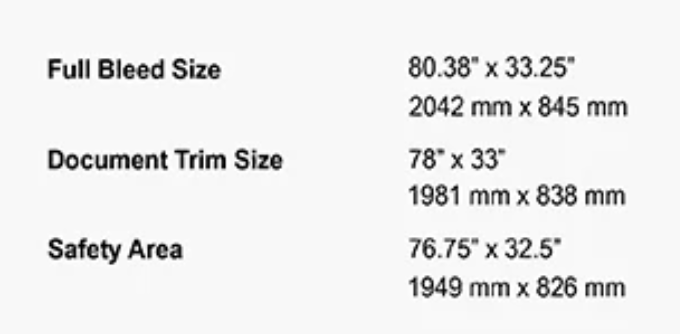 Full Bleed Size 80.38" x 33.25"
2042 mm x 845 mm
Document Trim Size 78" x 33"
1981 mm x 838 mm
Safety Area 76.75" x 32.5"
1949 mm x 826 mm